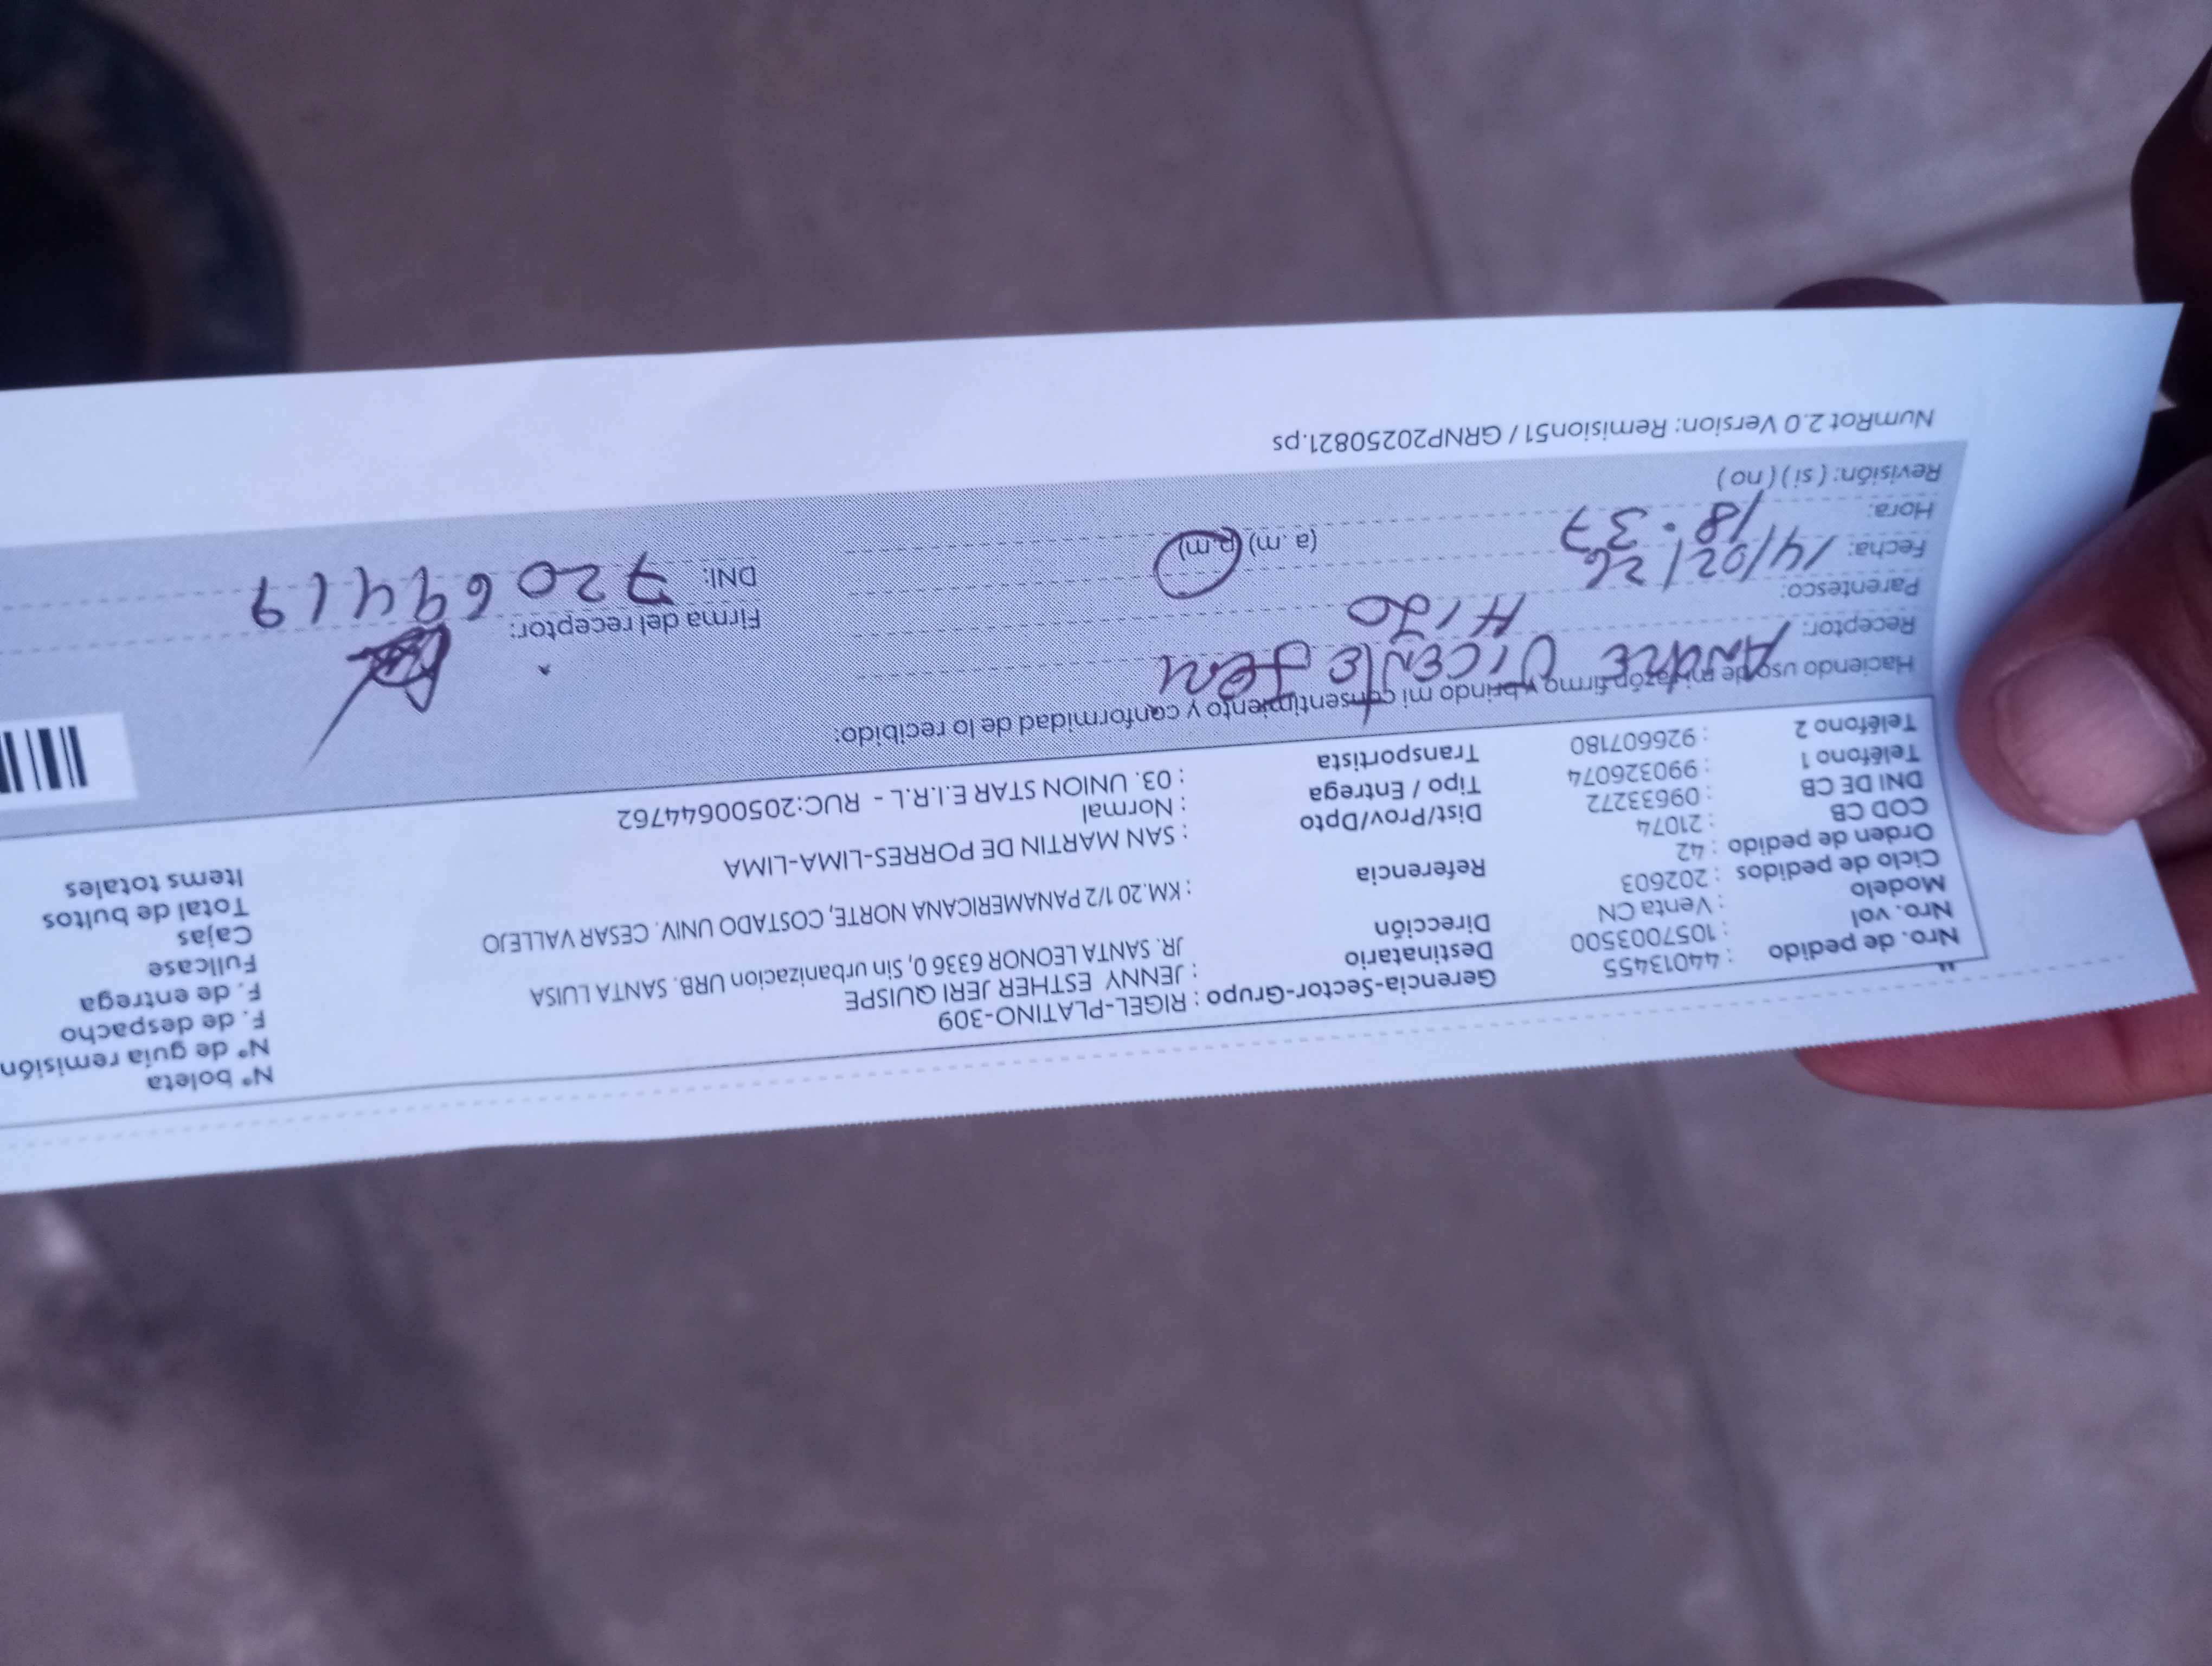 Nº boleta
Nº de guía remisión
F. de despacho
F. de entrega
Fullcase
Cajas
Total de bultos
Items totales
Gerencia-Sector-Grupo : RIGEL-PLATINO-309
Destinatario : JENNY ESTHER JERI QUISPE
Dirección JR. SANTA LEONOR 6336 0, Sin urbanizacion URB. SANTA LUISA
Referencia : KM.20 1/2 PANAMERICANA NORTE, COSTADO UNIV. CESAR VALLEJO
Dist/Prov/Dpto : SAN MARTIN DE PORRES-LIMA-LIMA
Tipo / Entrega : Normal
Transportista : 03. UNION STAR E.I.R.L - RUC:20500644762
Nro. de pedido : 44013455
Nro. vol : 1057003500
Modelo : Venta CN
Ciclo de pedidos : 202603
Orden de pedido : 42
COD CB : 21074
DNI DE CB : 09633272
Teléfono 1 : 990326074
Teléfono 2 : 926607180
Haciendo uso de mi razón firmo y brindo mi consentimiento y conformidad de lo recibido:
Receptor: ANDRE VICENTE JERI
Parentesco: HIJO
Fecha: 14/02/26
Hora: 18:37 (a. m) (p.m)
Revisión: ( si ) ( no )
Firma del receptor:
DNI: 72069419
NumRot 2.0 Version: Remision51 / GRNP20250821.ps